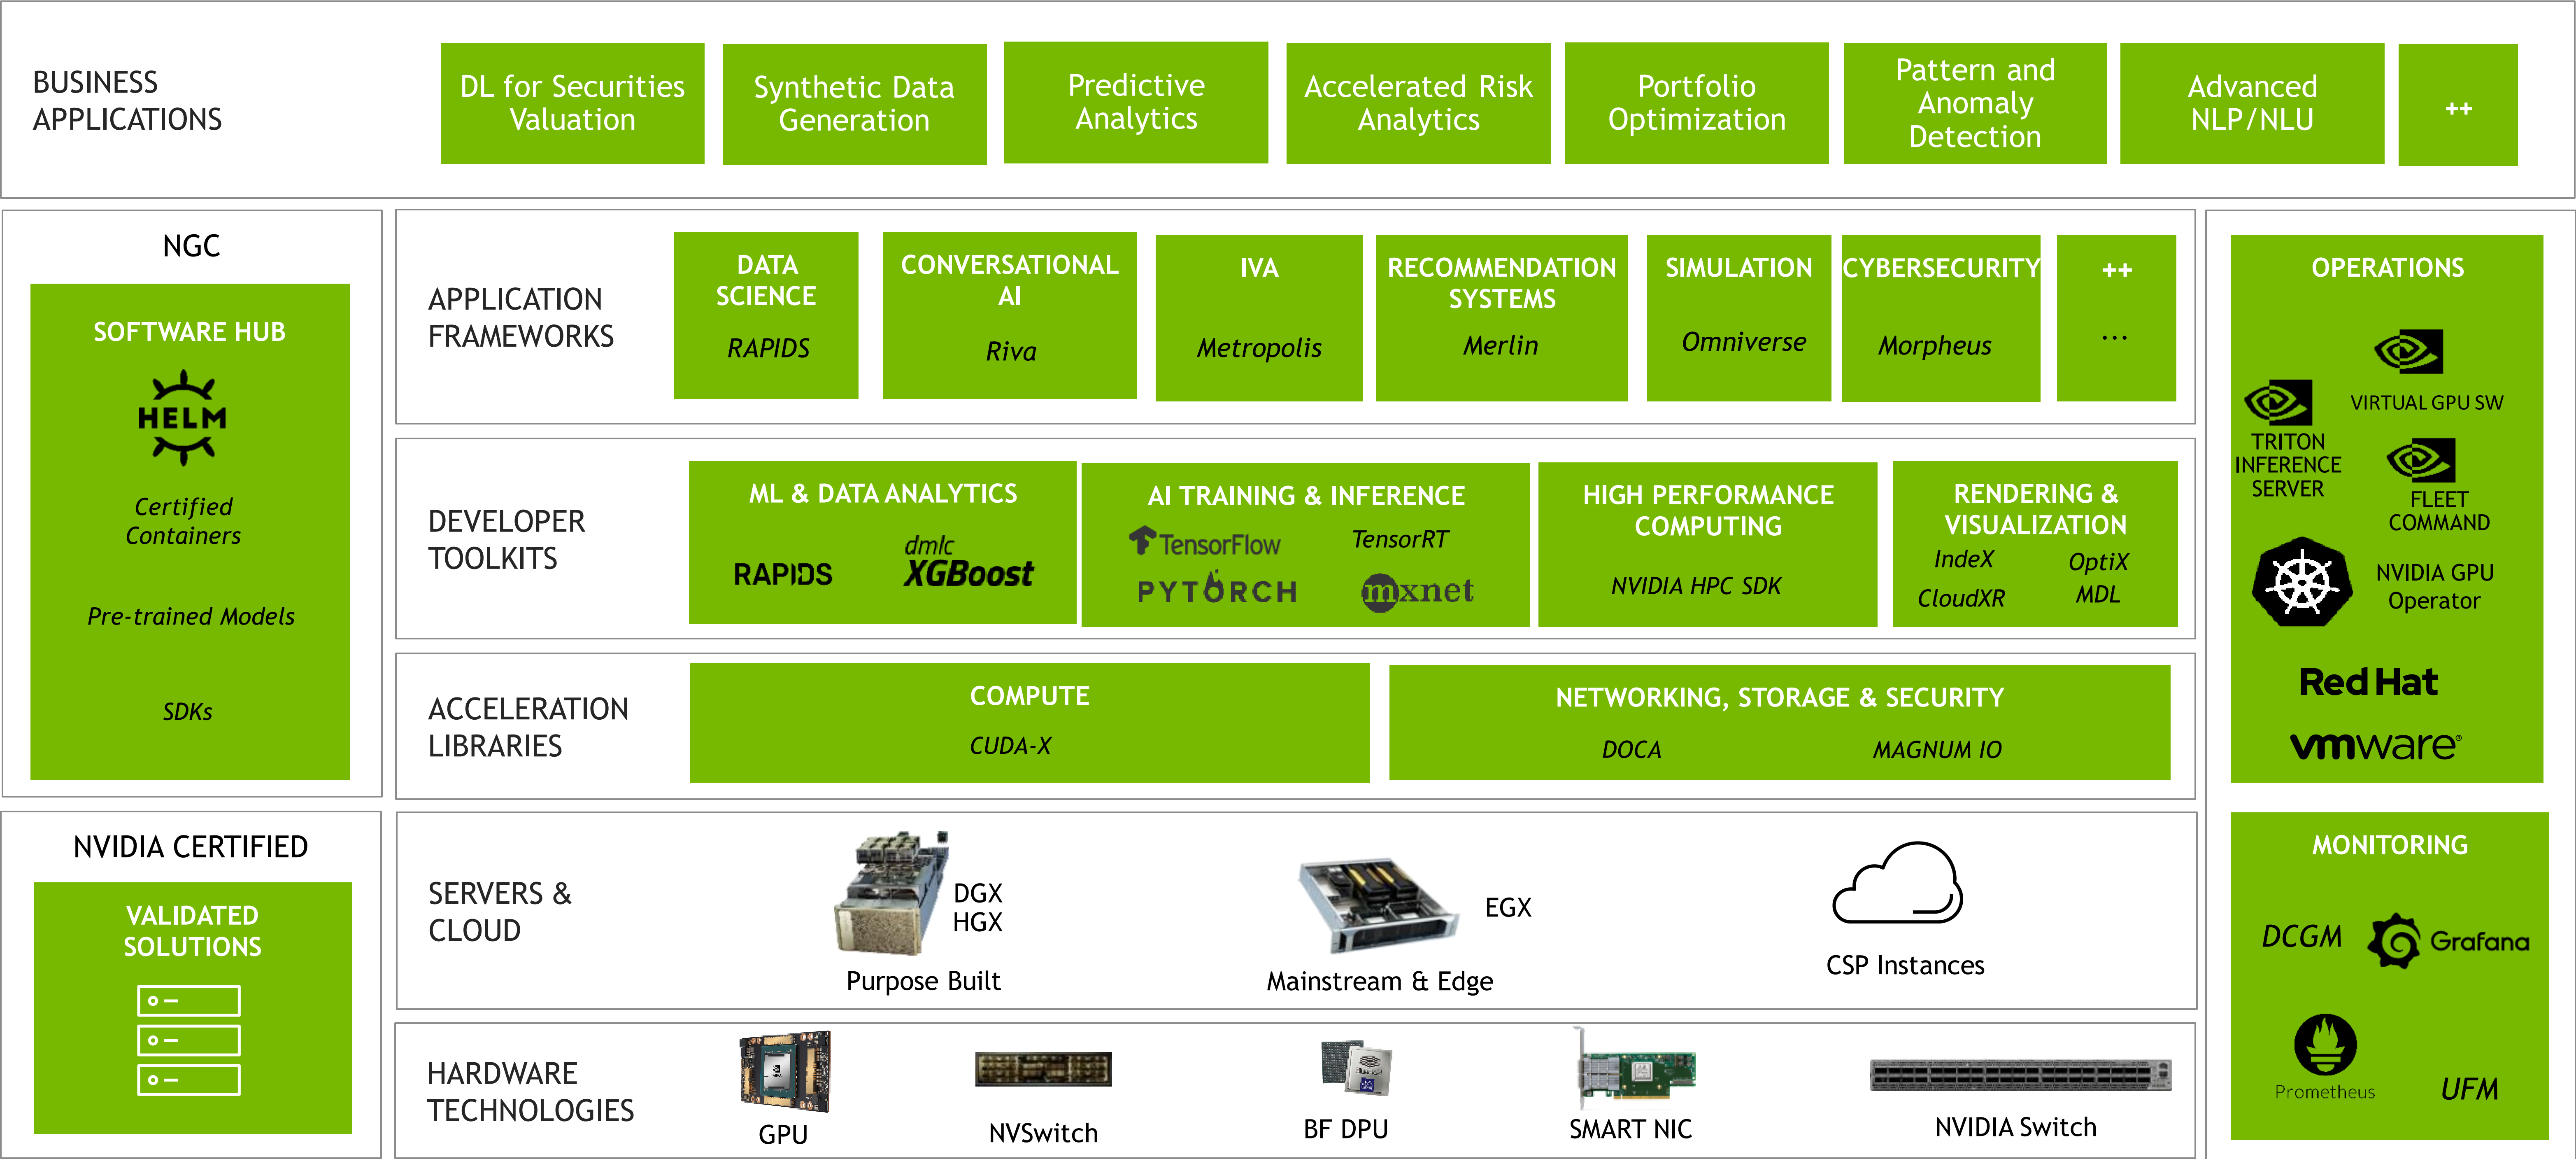 BUSINESS
APPLICATIONS
DL for Securities
Valuation
Synthetic Data
Generation
Predictive
Analytics
Accelerated Risk
Analytics
Portfolio
Optimization
Pattern and
Anomaly
Detection
Advanced
NLP/NLU
++
NGC
SOFTWARE HUB
HELM
Certified
Containers
Pre-trained Models
SDKs
NVIDIA CERTIFIED
VALIDATED
SOLUTIONS
APPLICATION
FRAMEWORKS
DATA
SCIENCE
RAPIDS
CONVERSATIONAL
AI
Riva
IVA
Metropolis
RECOMMENDATION
SYSTEMS
Merlin
SIMULATION
Omniverse
CYBERSECURITY
Morpheus
++
...
DEVELOPER
TOOLKITS
ML & DATA ANALYTICS
RAPIDS
dmlc
XGBoost
AI TRAINING & INFERENCE
TensorFlow
TensorRT
PYTORCH
mxnet
HIGH PERFORMANCE
COMPUTING
NVIDIA HPC SDK
RENDERING &
VISUALIZATION
IndeX
OptiX
CloudXR
MDL
ACCELERATION
LIBRARIES
COMPUTE
CUDA-X
NETWORKING, STORAGE & SECURITY
DOCA
MAGNUM IO
SERVERS &
CLOUD
DGX
HGX
Purpose Built
EGX
Mainstream & Edge
CSP Instances
HARDWARE
TECHNOLOGIES
GPU
NVSwitch
BF DPU
SMART NIC
NVIDIA Switch
OPERATIONS
VIRTUAL GPU SW
TRITON
INFERENCE
SERVER
FLEET
COMMAND
NVIDIA GPU
Operator
Red Hat
vmware®
MONITORING
DCGM
Grafana
Prometheus
UFM